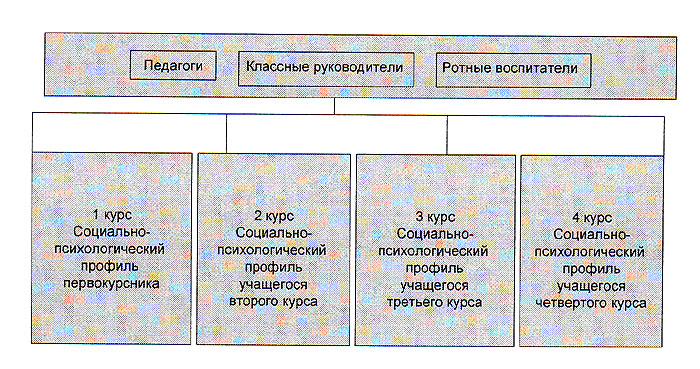 Педагоги
Классные руководители
Ротные воспитатели
1 курс
Социально-
психологический
профиль
первокурсника
2 курс
Социально-
психологический
профиль
учащегося
второго курса
3 курс
Социально-
психологический
профиль
учащегося
третьего курса
4 курс
Социально-
психологический
профиль
учащегося
четвертого курса